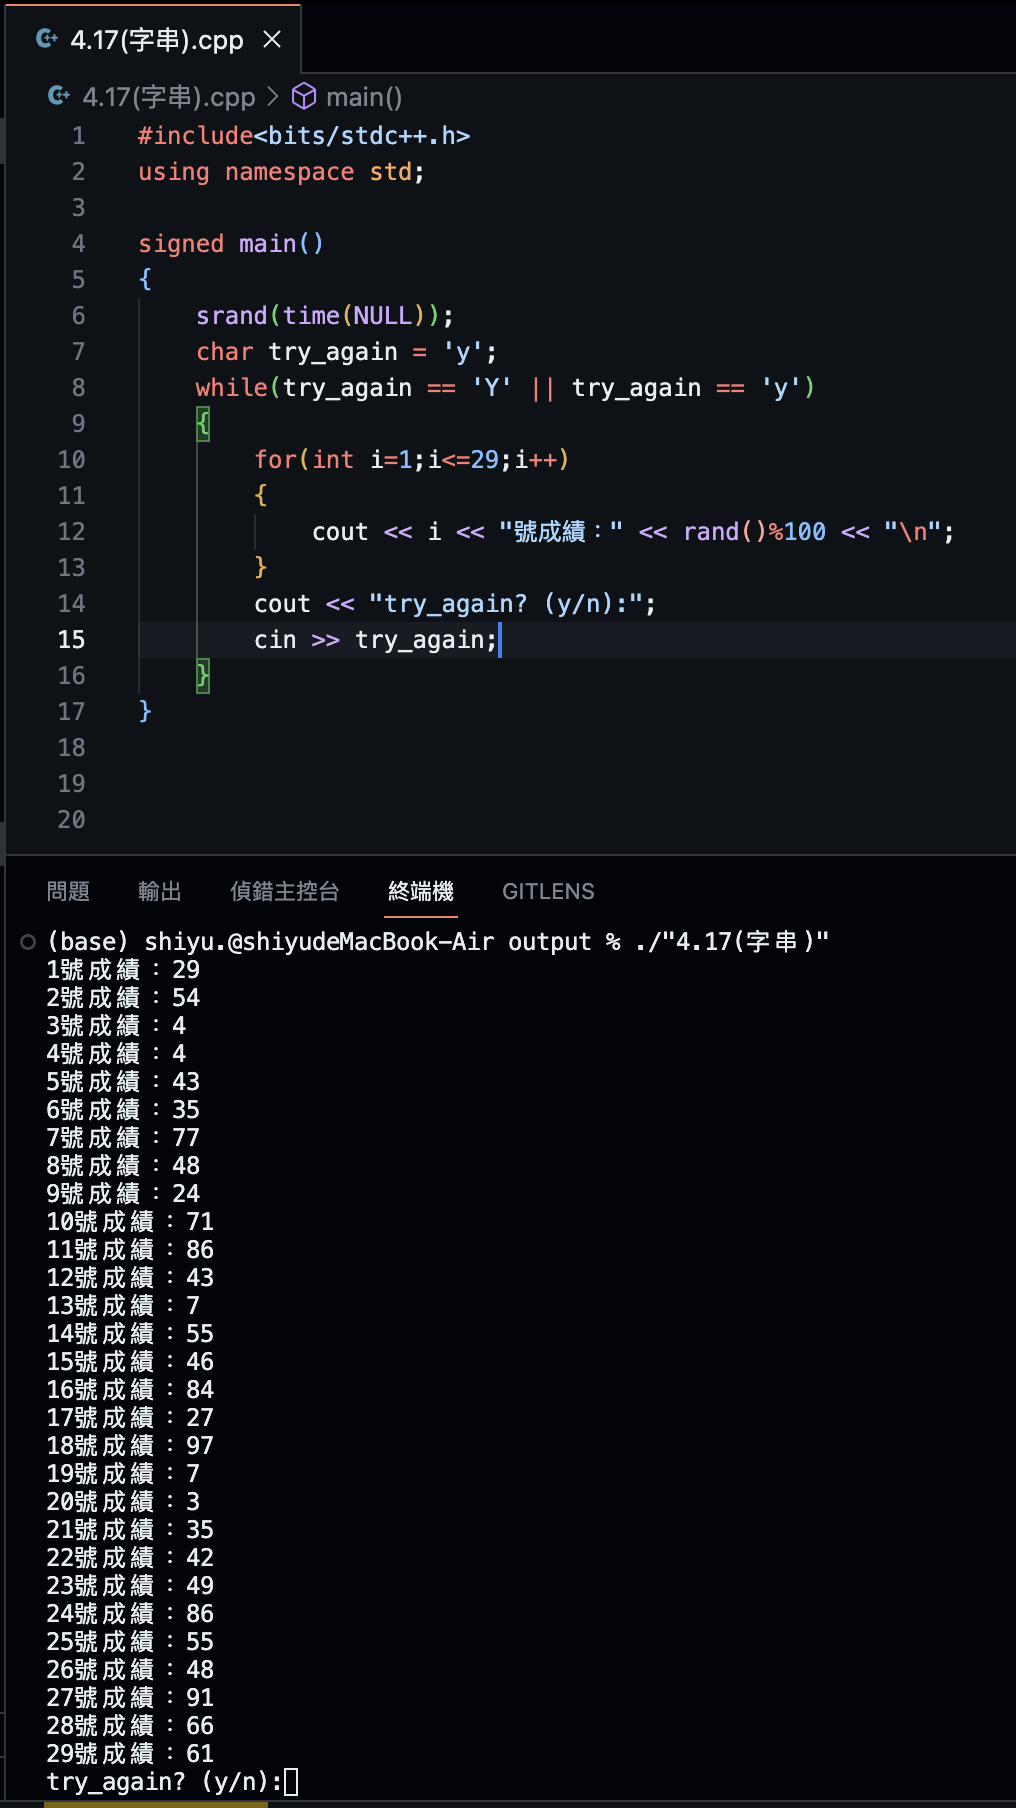 4.17(字串).cpp
4.17(字串).cpp > main()
1 #include<bits/stdc++.h>
2 using namespace std;
3
4 signed main()
5 {
6 srand(time(NULL));
7 char try_again = 'y';
8 while(try_again == 'Y' || try_again == 'y')
9 {
10 for(int i=1;i<=29;i++)
11 {
12 cout << i << "號成績：" << rand()%100 << "\n";
13 }
14 cout << "try_again? (y/n):";
15 cin >> try_again;
16 }
17 }
18
19
20
問題 輸出 偵錯主控台 終端機 GITLENS
(base) shiyu.@shiyudeMacBook-Air output % ./"4.17(字串)"
1號成績：29
2號成績：54
3號成績：4
4號成績：4
5號成績：43
6號成績：35
7號成績：77
8號成績：48
9號成績：24
10號成績：71
11號成績：86
12號成績：43
13號成績：7
14號成績：55
15號成績：46
16號成績：84
17號成績：27
18號成績：97
19號成績：7
20號成績：3
21號成績：35
22號成績：42
23號成績：49
24號成績：86
25號成績：55
26號成績：48
27號成績：91
28號成績：66
29號成績：61
try_again? (y/n):